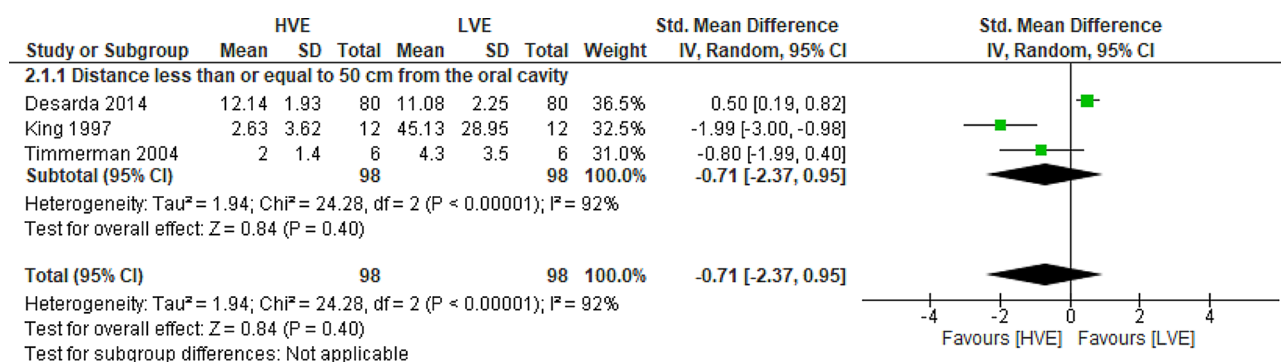 HVE LVE Std. Mean Difference Std. Mean Difference
Study or Subgroup Mean SD Total Mean SD Total Weight IV, Random, 95% CI IV, Random, 95% CI
2.1.1 Distance less than or equal to 50 cm from the oral cavity
Desarda 2014 12.14 1.93 80 11.08 2.25 80 36.5% 0.50 [0.19, 0.82]
King 1997 2.63 3.62 12 45.13 28.95 12 32.5% -1.99 [-3.00, -0.98]
Timmerman 2004 2 1.4 6 4.3 3.5 6 31.0% -0.80 [-1.99, 0.40]
Subtotal (95% CI) 98 98 100.0% -0.71 [-2.37, 0.95]
Heterogeneity: Tau² = 1.94; Chi² = 24.28, df = 2 (P < 0.00001); I² = 92%
Test for overall effect: Z = 0.84 (P = 0.40)
Total (95% CI) 98 98 100.0% -0.71 [-2.37, 0.95]
Heterogeneity: Tau² = 1.94; Chi² = 24.28, df = 2 (P < 0.00001); I² = 92%
Test for overall effect: Z = 0.84 (P = 0.40)
Test for subgroup differences: Not applicable
-4 -2 0 2 4
Favours [HVE] Favours [LVE]